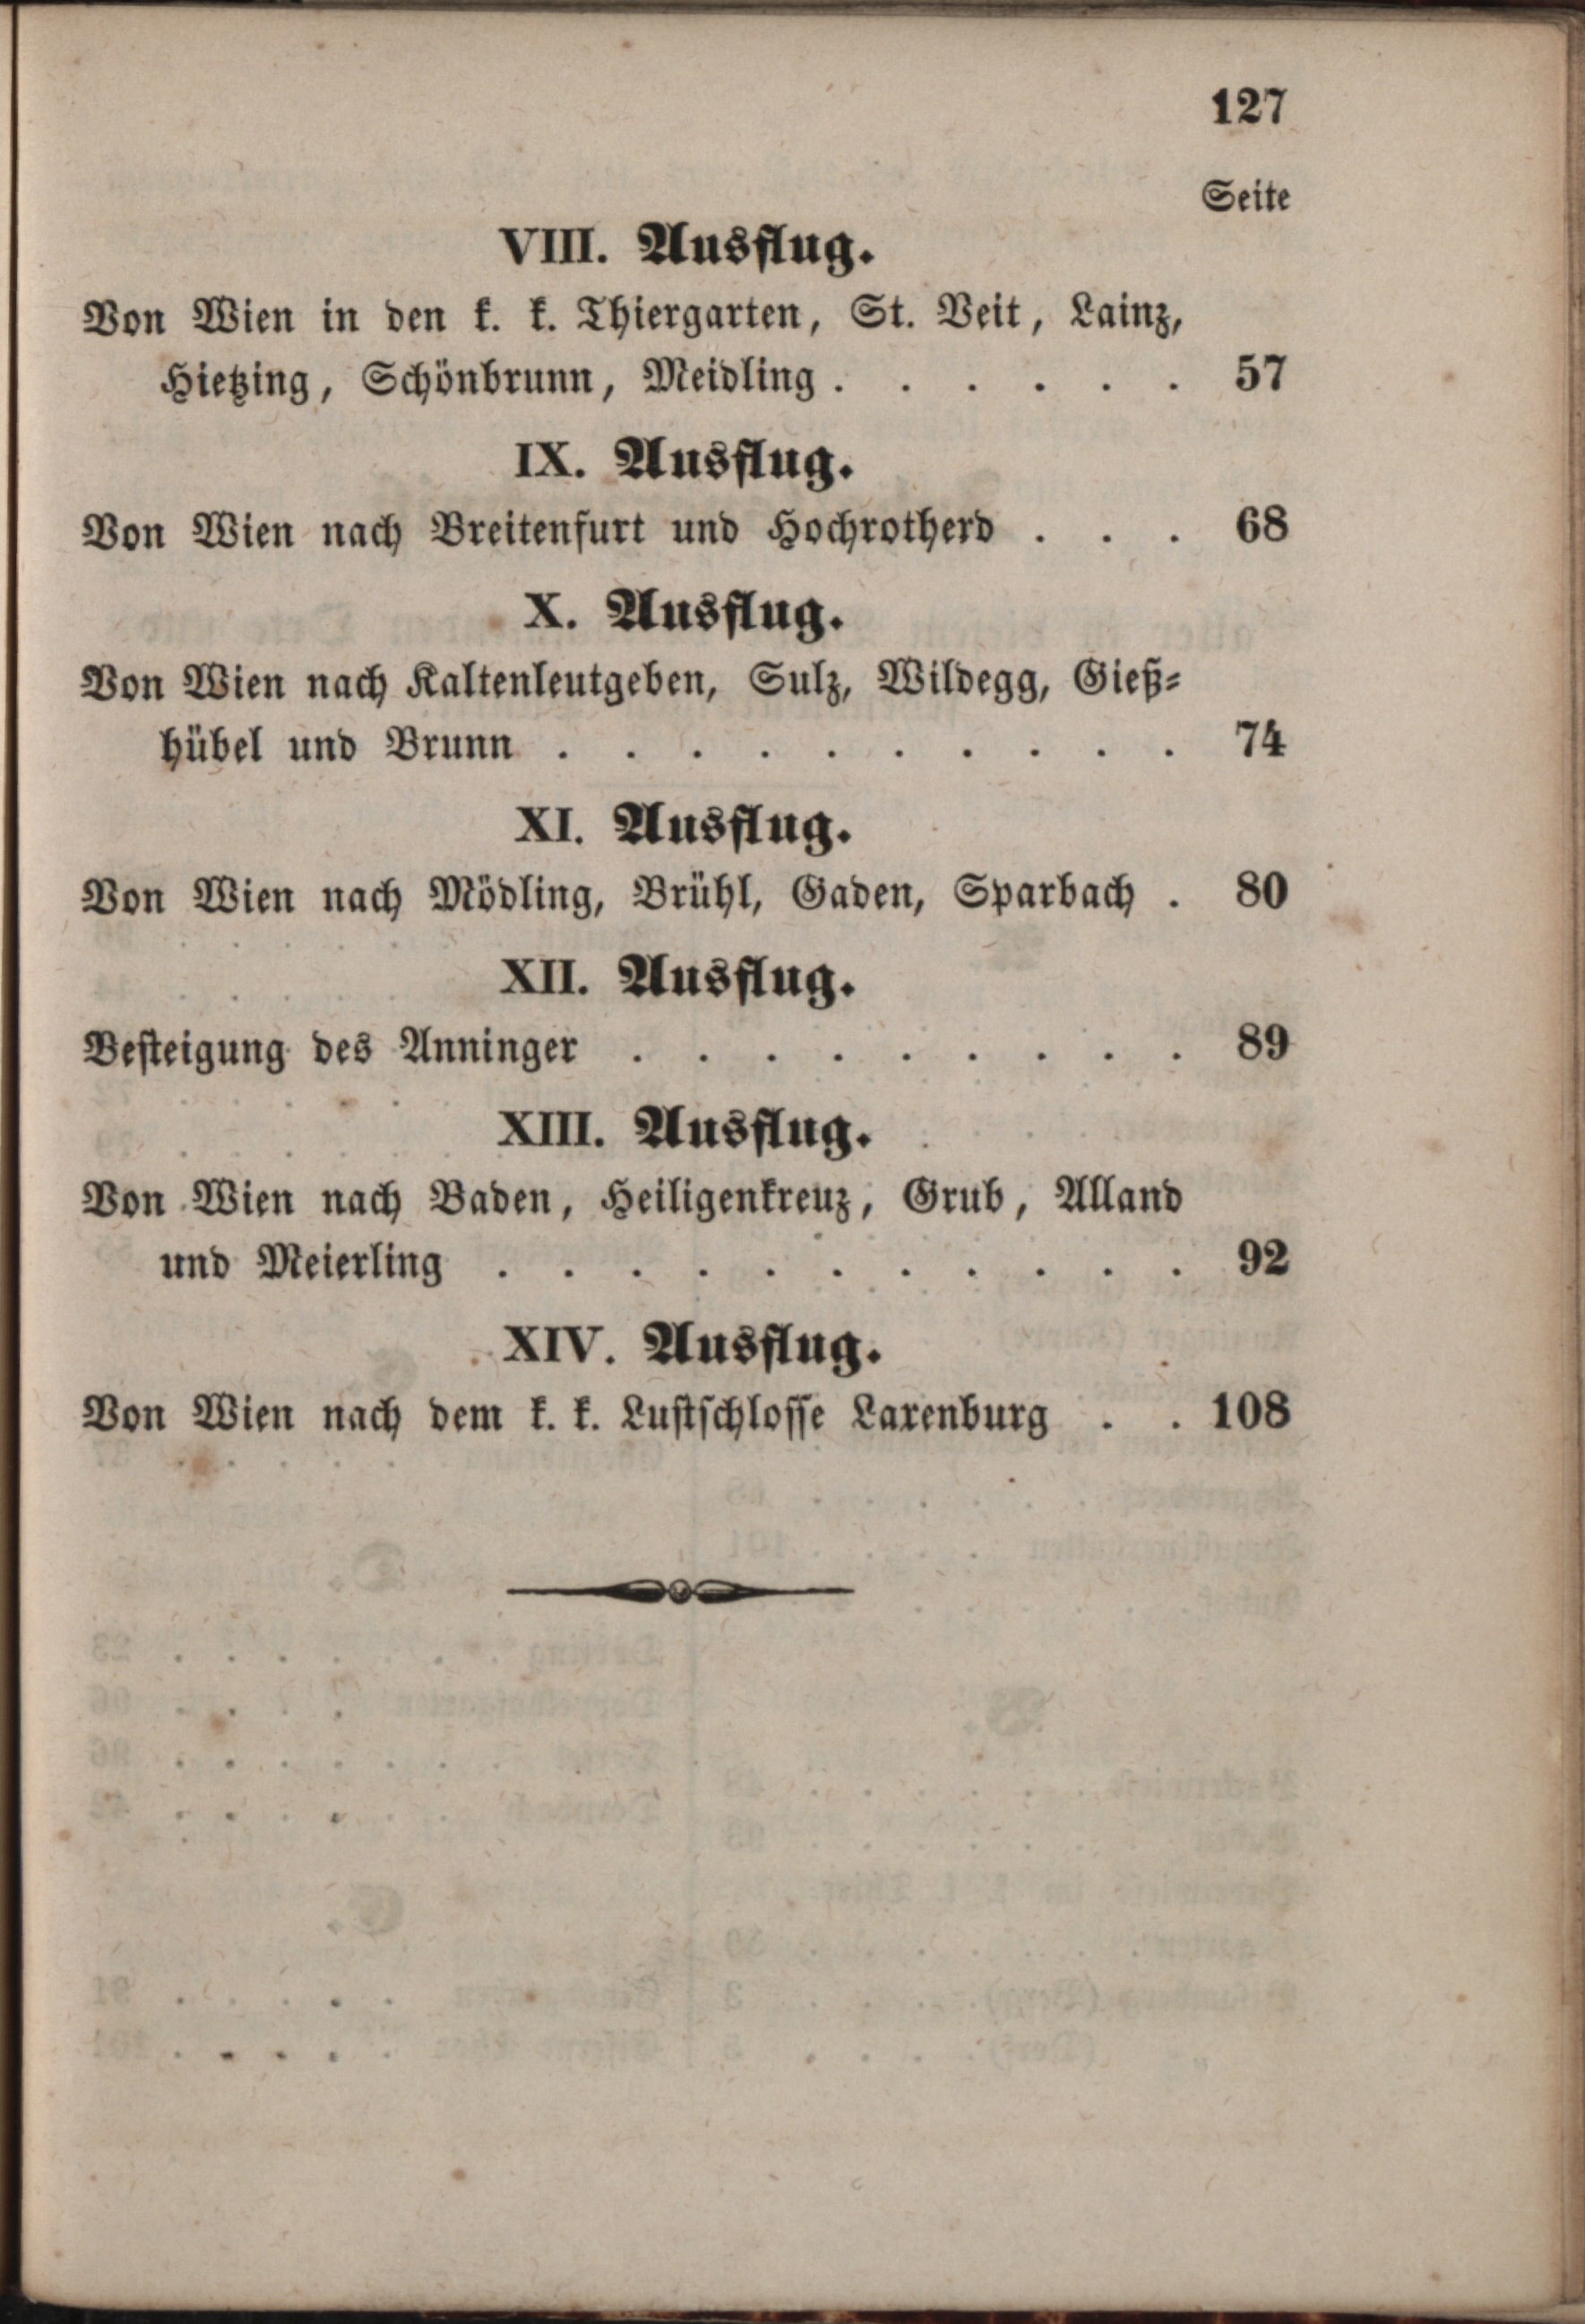 127
Seite
VIII. Ausflug.
Von Wien in den k. k. Thiergarten, St. Veit, Lainz,
Hietzing, Schönbrunn, Meidling . . . . . . 57
IX. Ausflug.
Von Wien nach Breitenfurt und Hochrotherd . . . 68
X. Ausflug.
Von Wien nach Kaltenleutgeben, Sulz, Wildegg, Gieß-
hübel und Brunn . . . . . . . . . . 74
XI. Ausflug.
Von Wien nach Mödling, Brühl, Gaden, Sparbach . 80
XII. Ausflug.
Besteigung des Anninger . . . . . . . . . 89
XIII. Ausflug.
Von Wien nach Baden, Heiligenkreuz, Grub, Alland
und Meierling . . . . . . . . . . . 92
XIV. Ausflug.
Von Wien nach dem k. k. Lustschlosse Laxenburg . . 108